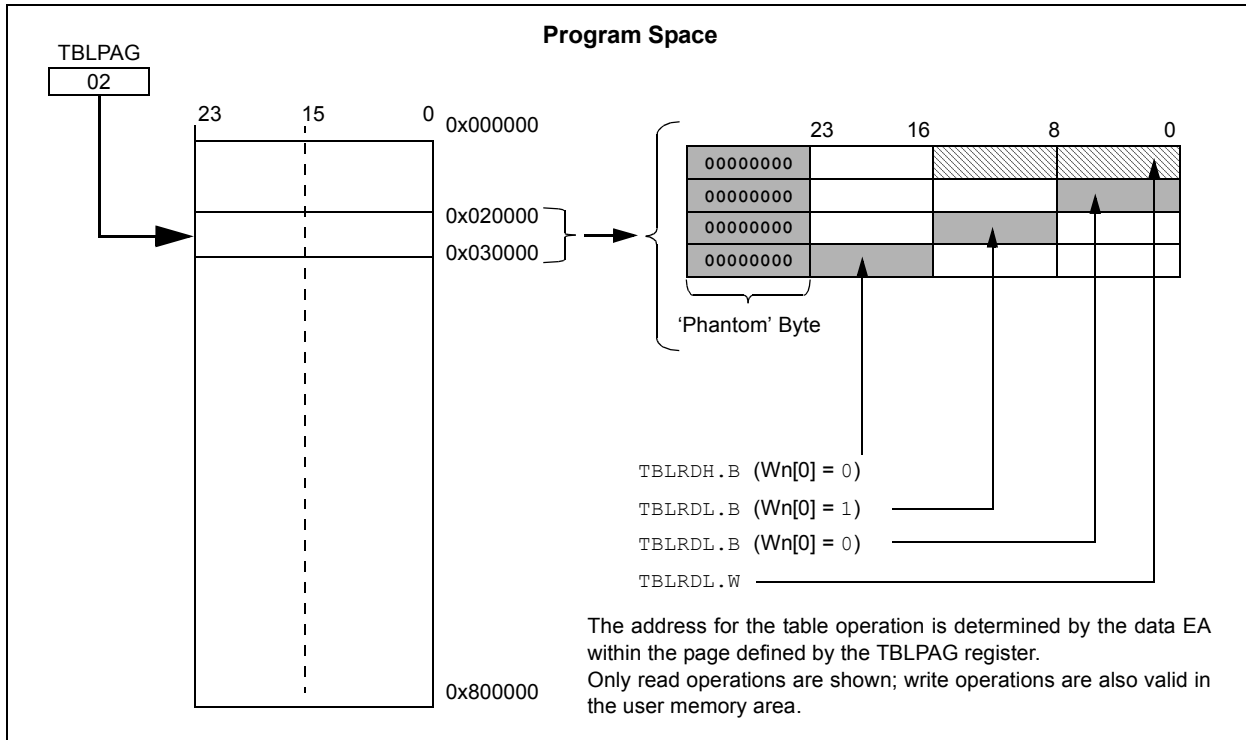 Program Space
TBLPAG
02
23 15 0
0x000000
0x020000
0x030000
0x800000
23 16 8 0
00000000
00000000
00000000
00000000
‘Phantom’ Byte
TBLRDH.B (Wn[0] = 0)
TBLRDL.B (Wn[0] = 1)
TBLRDL.B (Wn[0] = 0)
TBLRDL.W
The address for the table operation is determined by the data EA
within the page defined by the TBLPAG register.
Only read operations are shown; write operations are also valid in
the user memory area.